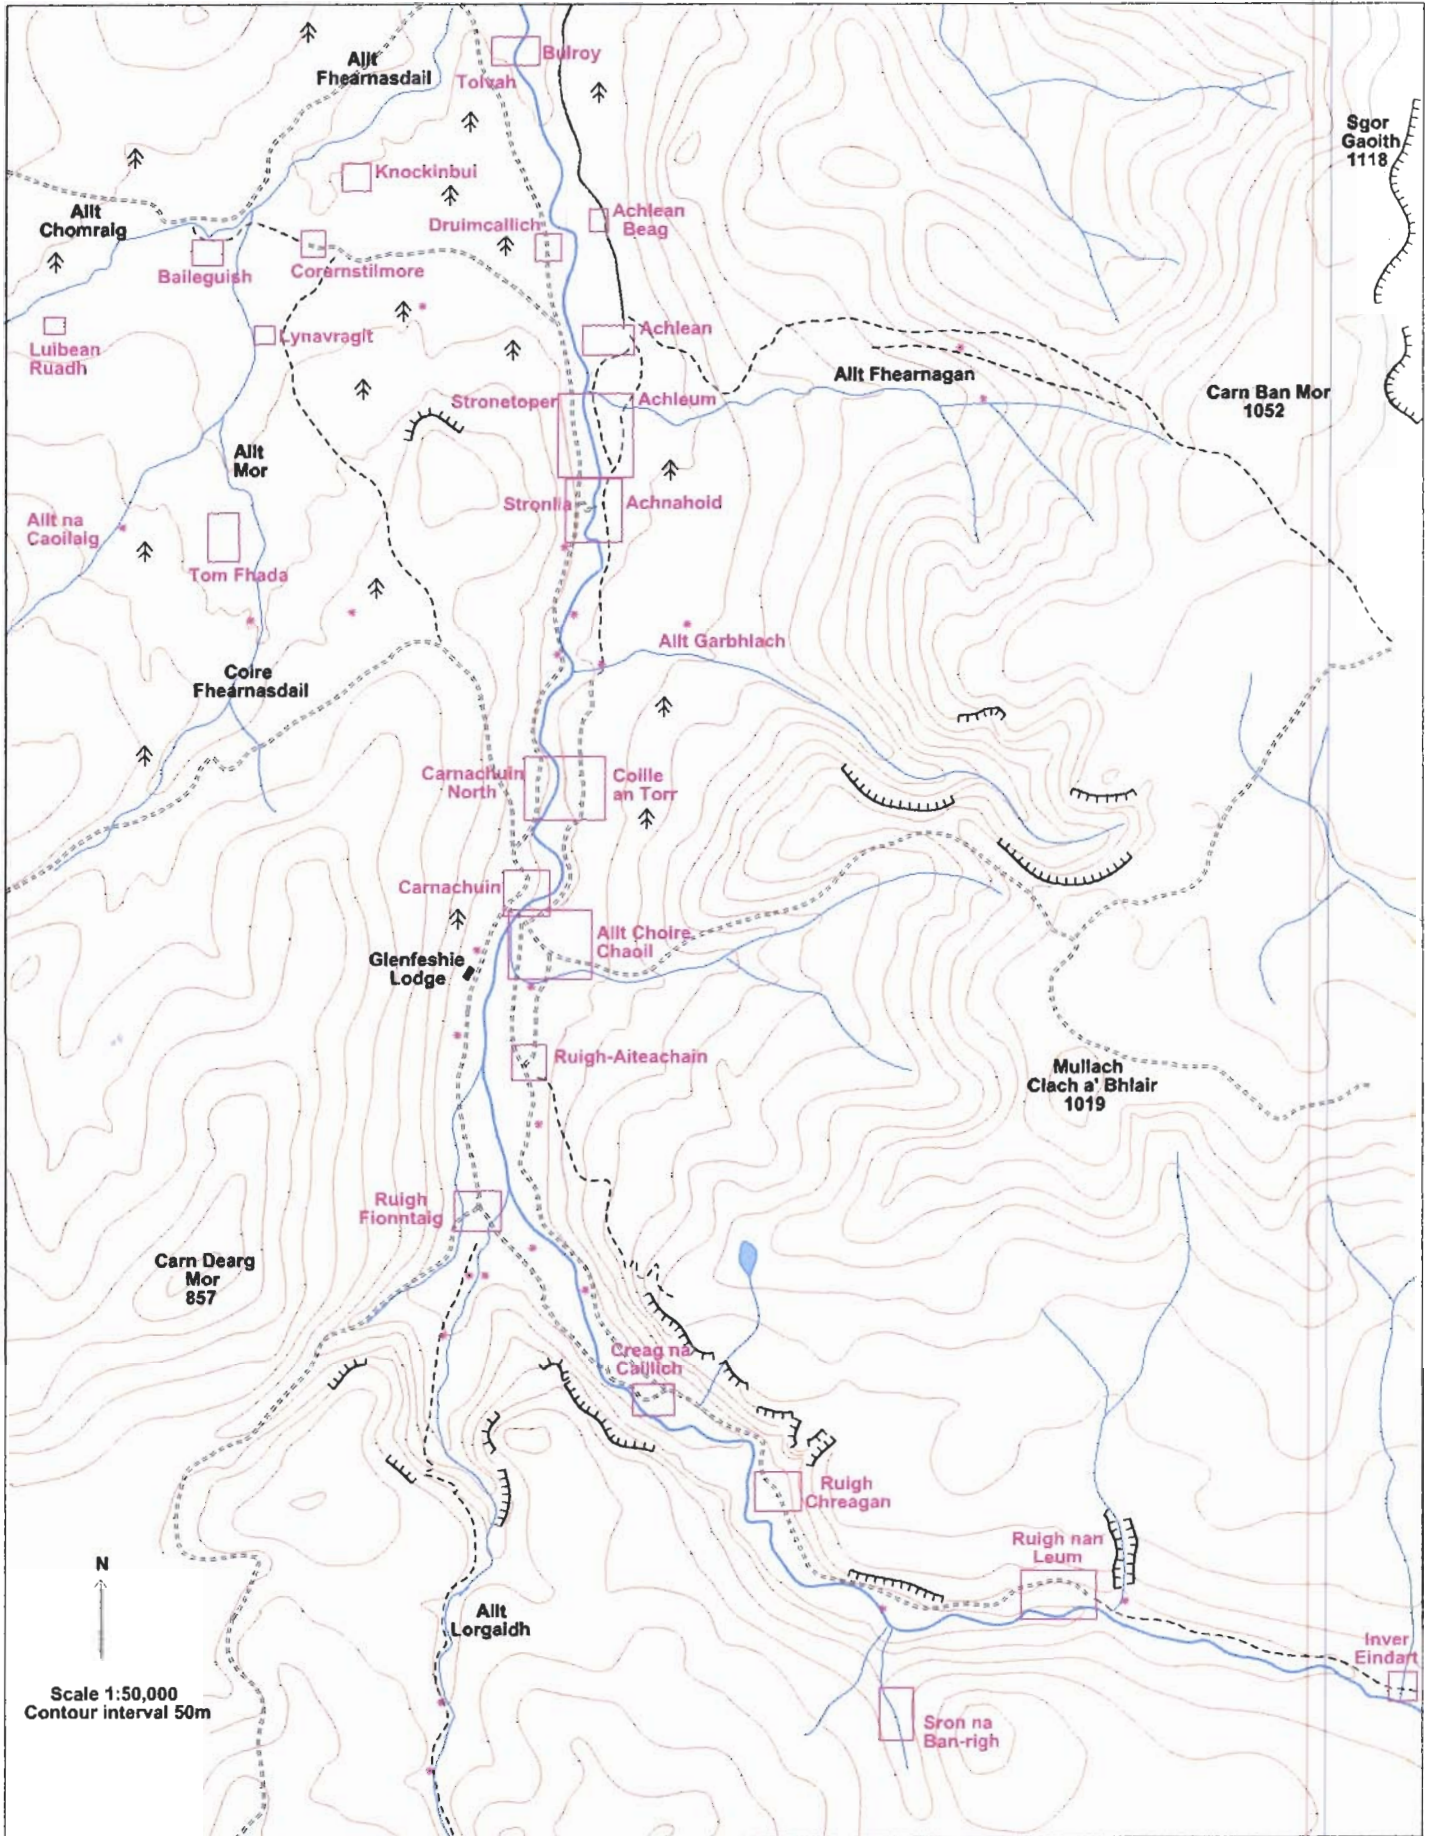 Bulroy
Allt
Fhearnasdail
Tolvah
Sgor
Gaoith
1118
Knockinbui
Allt
Chomraig
Druimcallich
Achlean
Beag
Baileguish
Corarnstilmore
Luibean
Ruadh
Lynavragit
Achlean
Allt Fhearnagan
Carn Ban Mor
1052
Stronetoper
Achleum
Allt
Mor
Stronlia
Achnahoid
Allt na
Caoilaig
Tom Fhada
Allt Garbhlach
Coire
Fhearnasdail
Carnachuin
North
Coille
an Torr
Carnachuin
Allt Choire
Chaoil
Glenfeshie
Lodge
Ruigh-Aiteachain
Mullach
Clach a' Bhlair
1019
Ruigh
Fionntaig
Carn Dearg
Mor
857
Creag na
Caillich
Ruigh
Chreagan
Ruigh nan
Leum
N
Allt
Lorgaidh
Inver
Eindart
Scale 1:50,000
Contour interval 50m
Sron na
Ban-righ